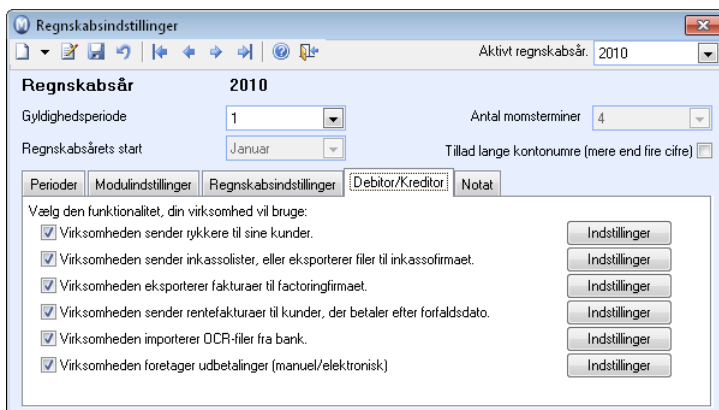 Regnskabsindstillinger
Aktivt regnskabsår. 2010
Regnskabsår 2010
Gyldighedsperiode 1 Antal momsterminer 4
Regnskabsårets start Januar Tillad lange kontonumre (mere end fire cifre)
Perioder Modulindstillinger Regnskabsindstillinger Debitor/Kreditor Notat
Vælg den funktionalitet, din virksomhed vil bruge:
Virksomheden sender rykkere til sine kunder. Indstillinger
Virksomheden sender inkassolister, eller eksporterer filer til inkassofirmaet. Indstillinger
Virksomheden eksporterer fakturaer til factoringfirmaet. Indstillinger
Virksomheden sender rentefakturaer til kunder, der betaler efter forfaldsdato. Indstillinger
Virksomheden importerer OCR-filer fra bank. Indstillinger
Virksomheden foretager udbetalinger (manuel/elektronisk) Indstillinger